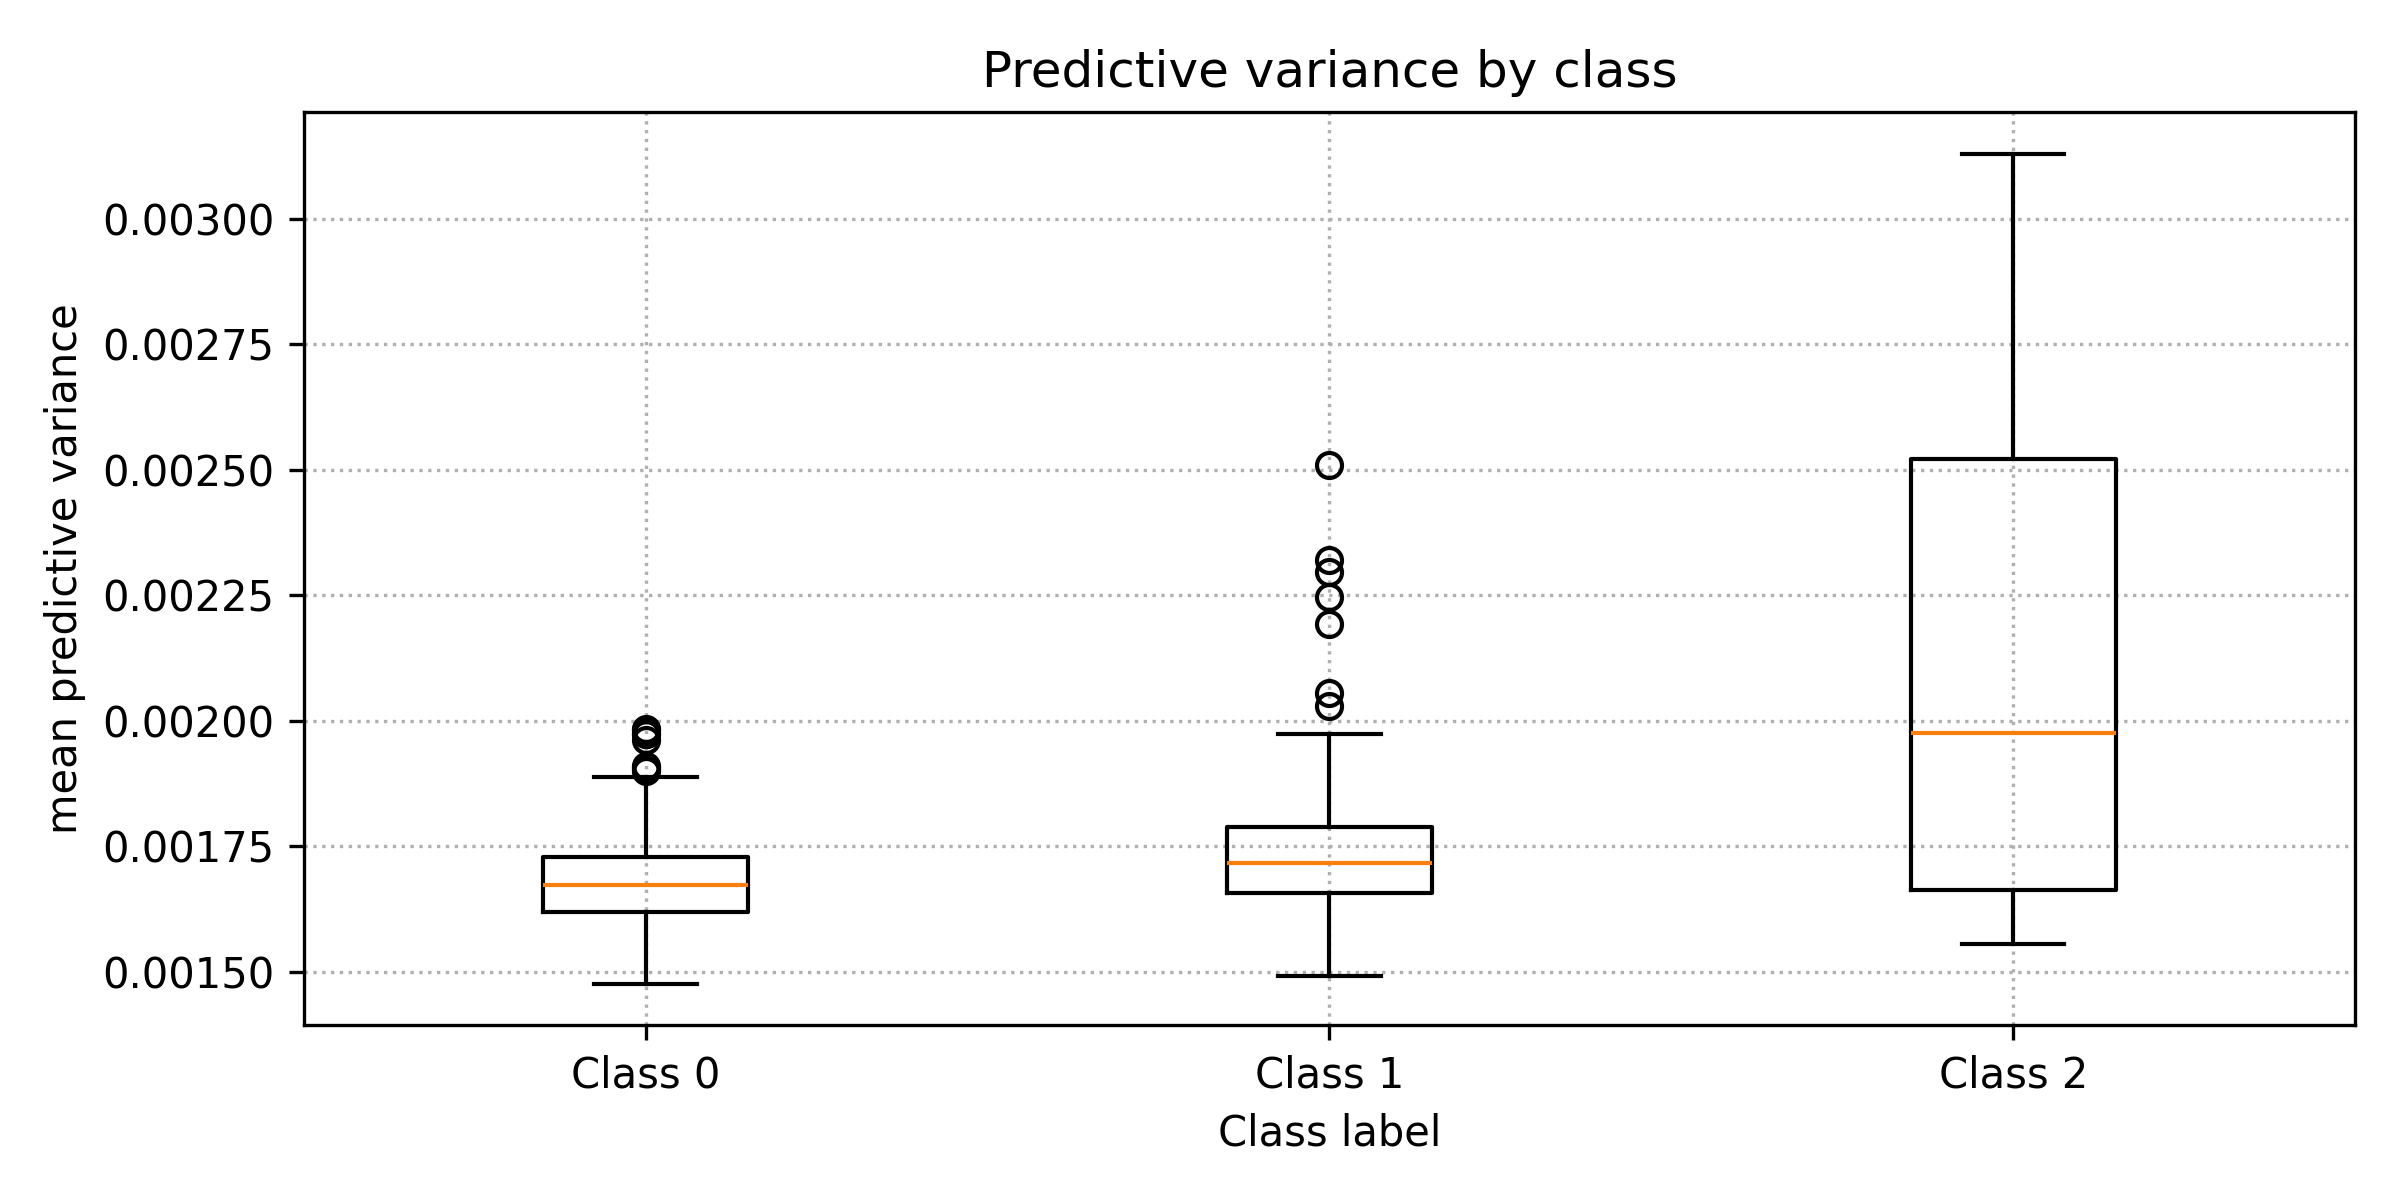 Predictive variance by class
mean predictive variance
0.00300
0.00275
0.00250
0.00225
0.00200
0.00175
0.00150
Class 0
Class 1
Class 2
Class label